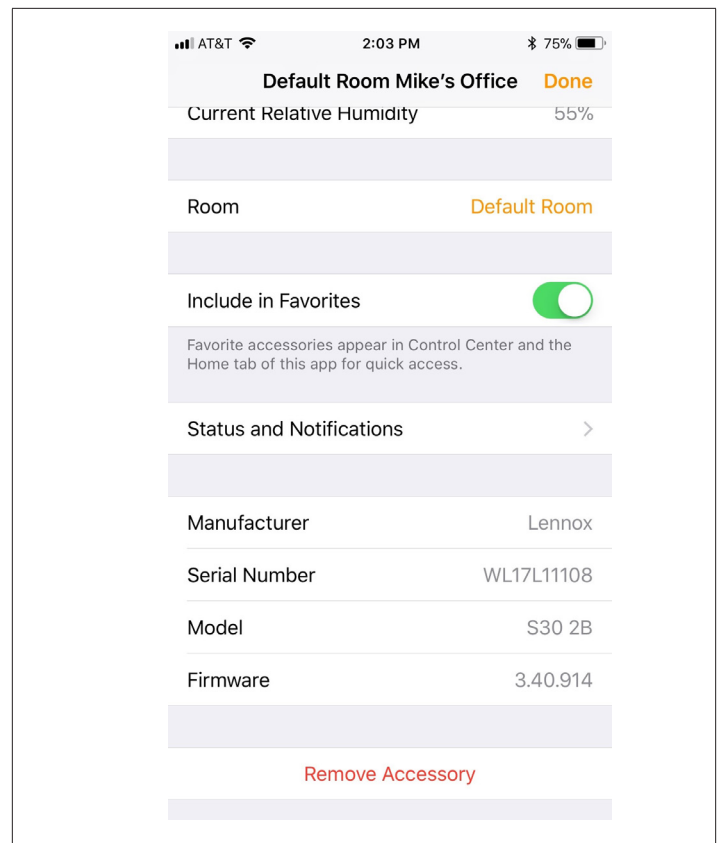 AT&T 2:03 PM 75%
Default Room Mike's Office Done
Current Relative Humidity 55%
Room Default Room
Include in Favorites
Favorite accessories appear in Control Center and the
Home tab of this app for quick access.
Status and Notifications
Manufacturer Lennox
Serial Number WL17L11108
Model S30 2B
Firmware 3.40.914
Remove Accessory